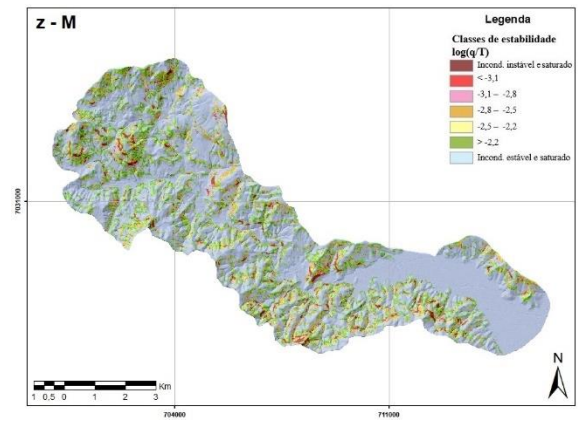 z - M
Legenda
Classes de estabilidade
log(q/T)
Incond. instável e saturado
< -3,1
-3,1 – -2,8
-2,8 – -2,5
-2,5 – -2,2
> -2,2
Incond. estável e saturado
7031000
N
Km
1 0,5 0 1 2 3
704000
711000